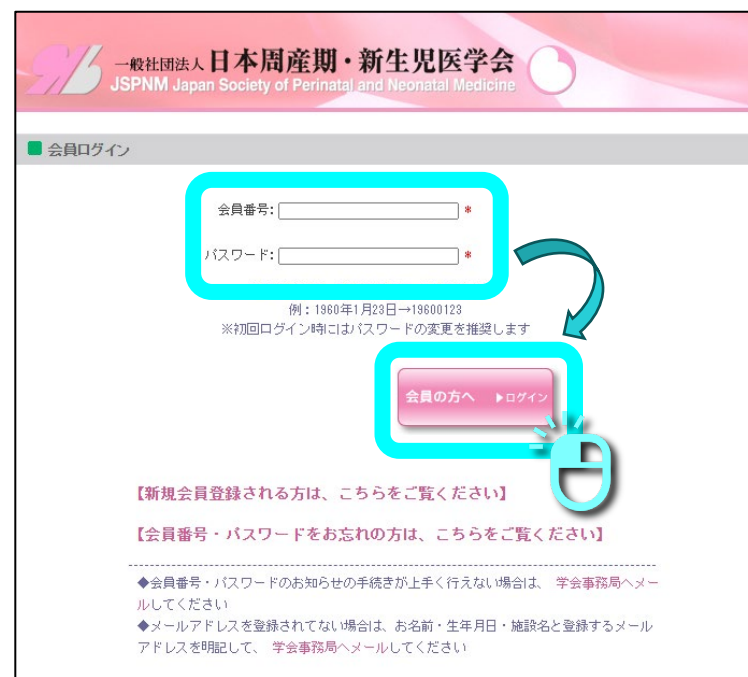 一般社団法人 日本周産期・新生児医学会
JSPNM Japan Society of Perinatal and Neonatal Medicine
会員ログイン
会員番号: *
パスワード: *
例：1960年1月23日→19600123
※初回ログイン時にはパスワードの変更を推奨します
会員の方へ ▶ログイン
【新規会員登録される方は、こちらをご覧ください】
【会員番号・パスワードをお忘れの方は、こちらをご覧ください】
◆会員番号・パスワードのお知らせの手続きが上手く行えない場合は、 学会事務局へメー
ルしてください
◆メールアドレスを登録されてない場合は、お名前・生年月日・施設名と登録するメール
アドレスを明記して、 学会事務局へメールしてください